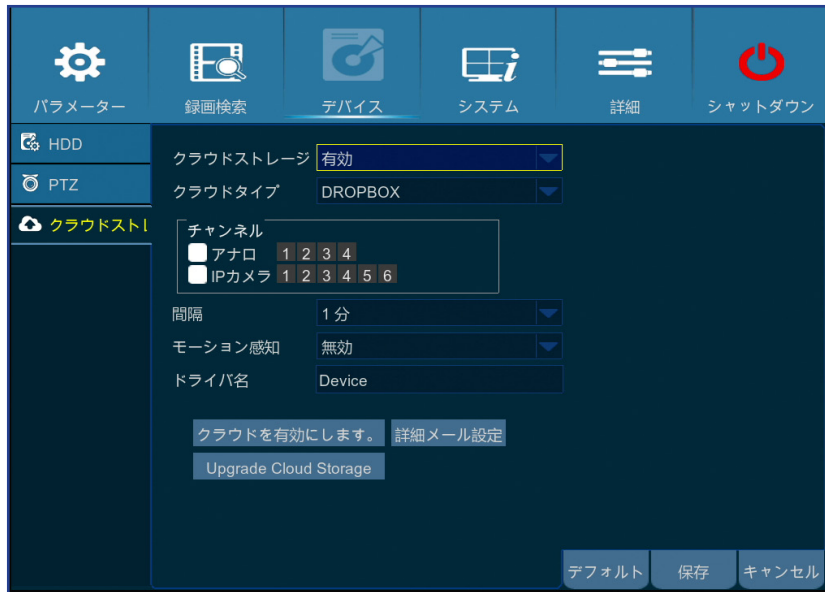 パラメーター 録画検索 デバイス システム 詳細 シャットダウン
HDD
PTZ
クラウドスト
クラウドストレージ 有効
クラウドタイプ DROPBOX
チャンネル
アナロ 1 2 3 4
IPカメラ 1 2 3 4 5 6
間隔 1 分
モーション感知 無効
ドライバ名 Device
クラウドを有効にします。 詳細メール設定
Upgrade Cloud Storage
デフォルト 保存 キャンセル